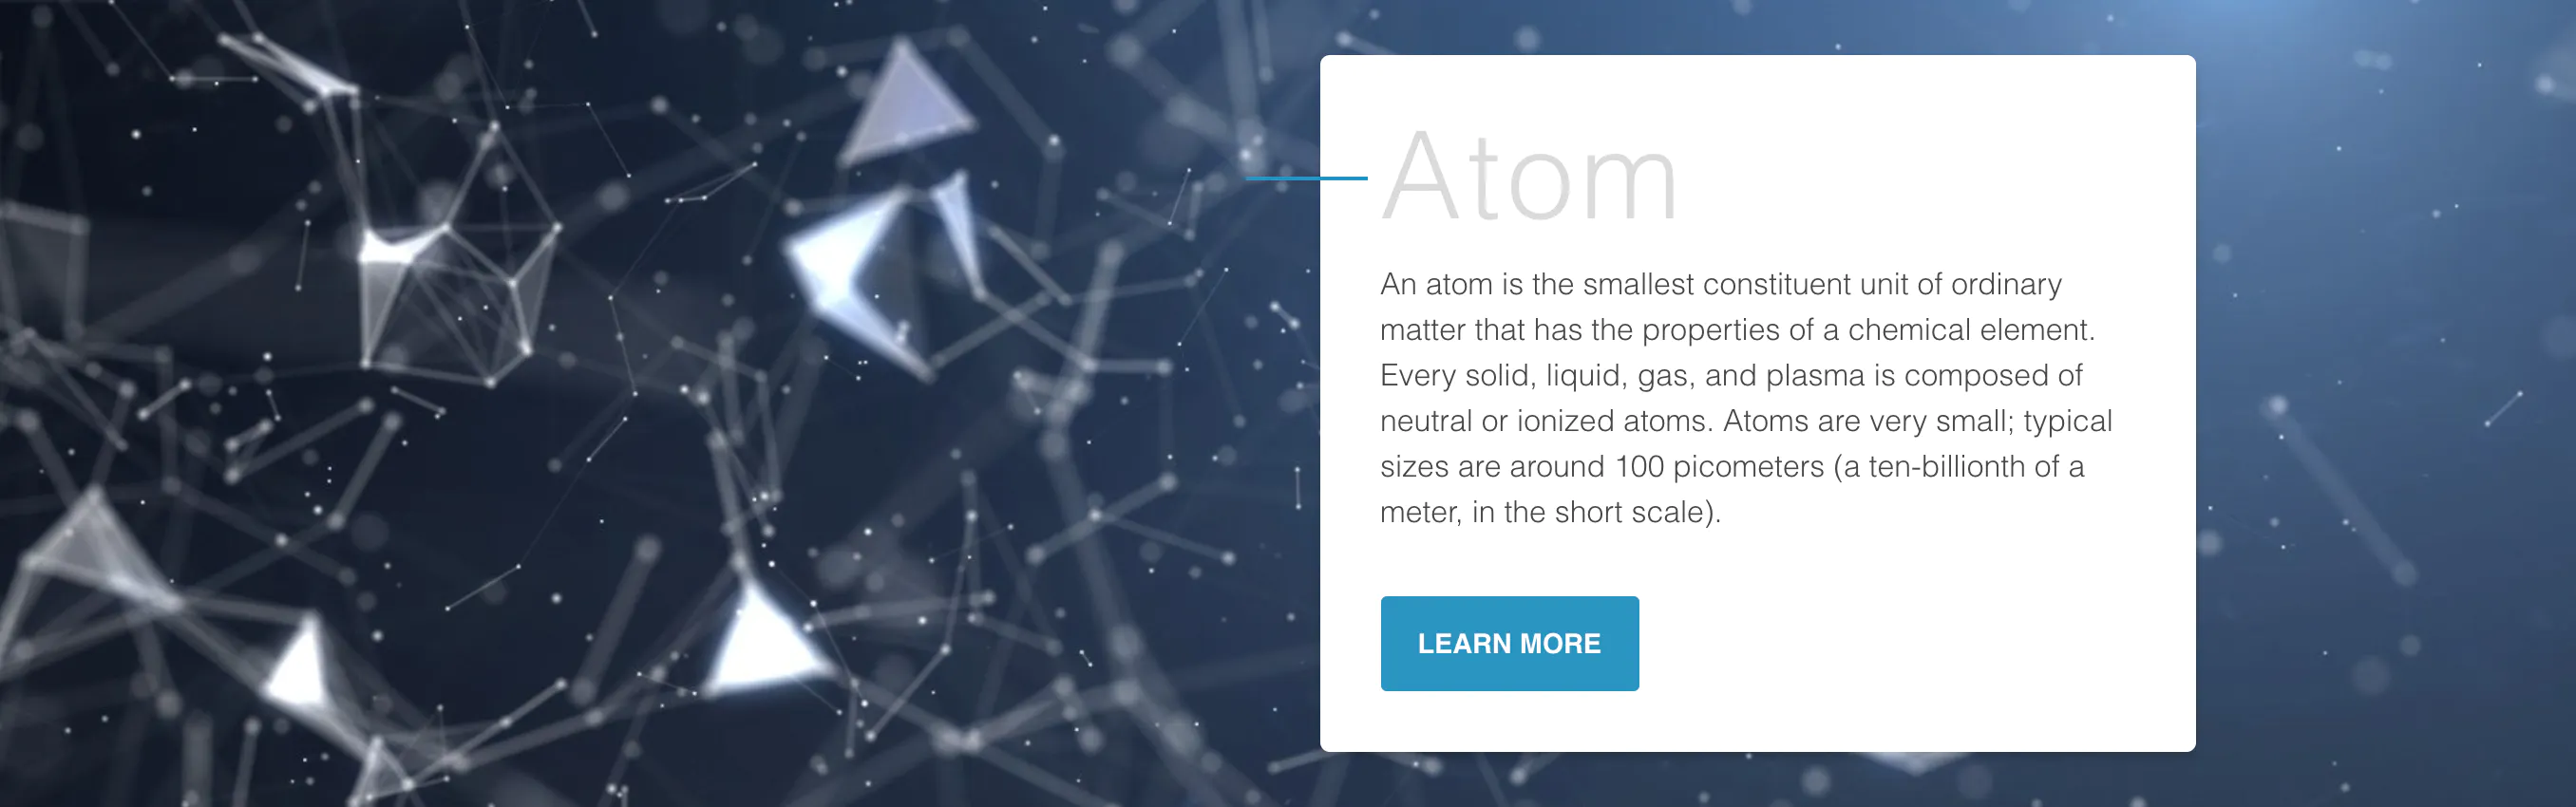 Atom
An atom is the smallest constituent unit of ordinary
matter that has the properties of a chemical element.
Every solid, liquid, gas, and plasma is composed of
neutral or ionized atoms. Atoms are very small; typical
sizes are around 100 picometers (a ten-billionth of a
meter, in the short scale).
LEARN MORE